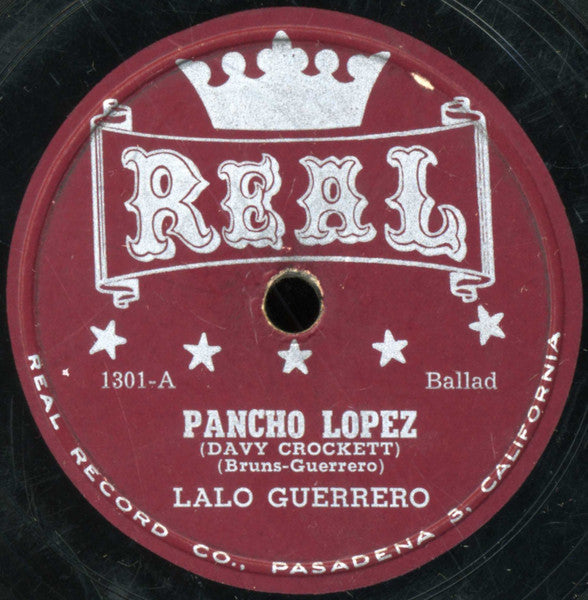 REAL
1301-A
Ballad
PANCHO LOPEZ
(DAVY CROCKETT)
(Bruns-Guerrero)
LALO GUERRERO
REAL RECORD CO., PASADENA 3, CALIFORNIA